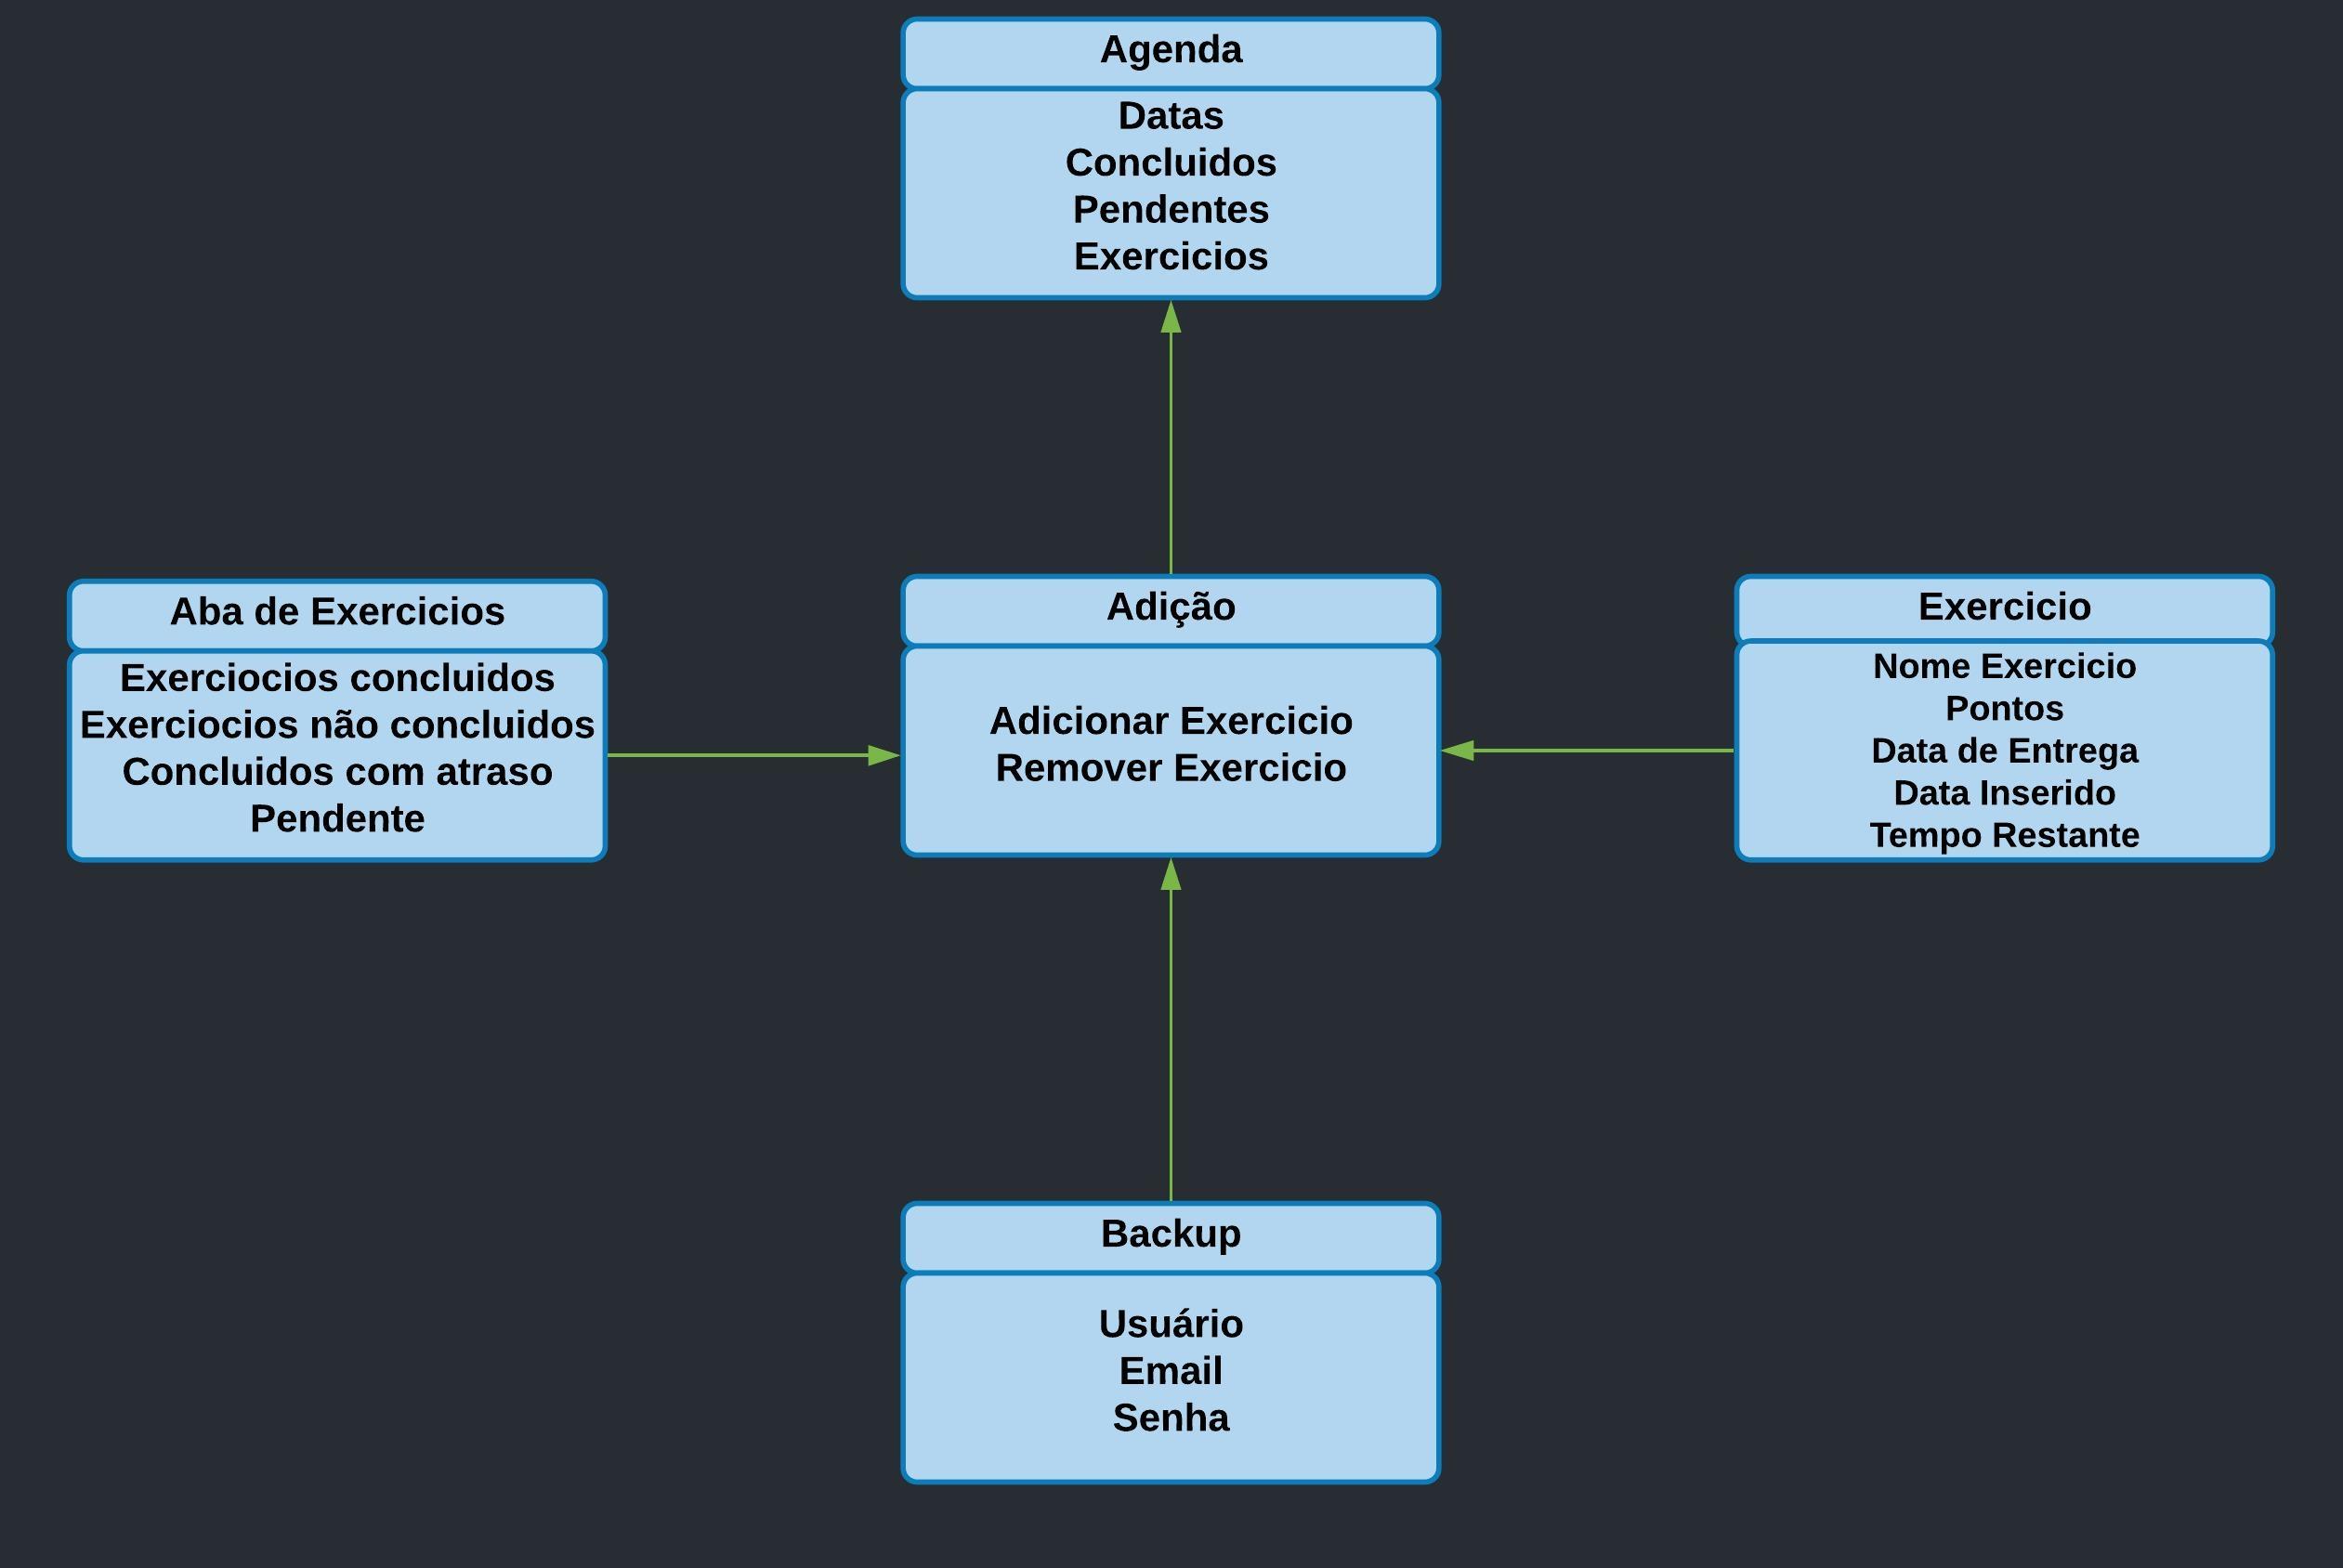 Agenda
Datas
Concluidos
Pendentes
Exercicios
Aba de Exercicios
Exerciocios concluidos
Exerciocios não concluidos
Concluidos com atraso
Pendente
Adição
Adicionar Exercicio
Remover Exercicio
Exercicio
Nome Exercicio
Pontos
Data de Entrega
Data Inserido
Tempo Restante
Backup
Usuário
Email
Senha